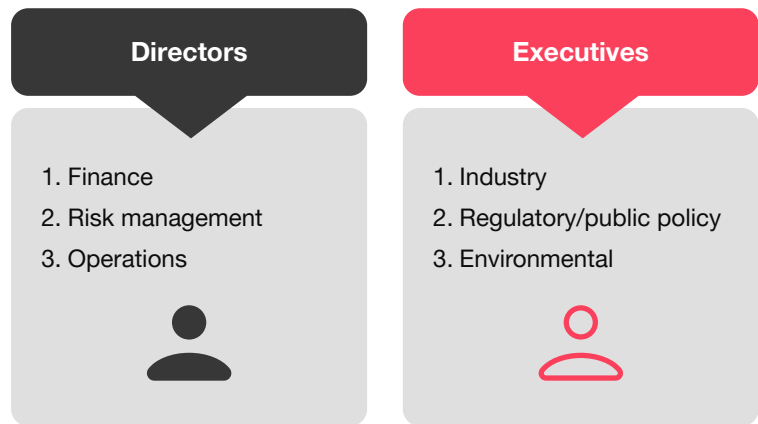 Directors
1. Finance
2. Risk management
3. Operations
Executives
1. Industry
2. Regulatory/public policy
3. Environmental